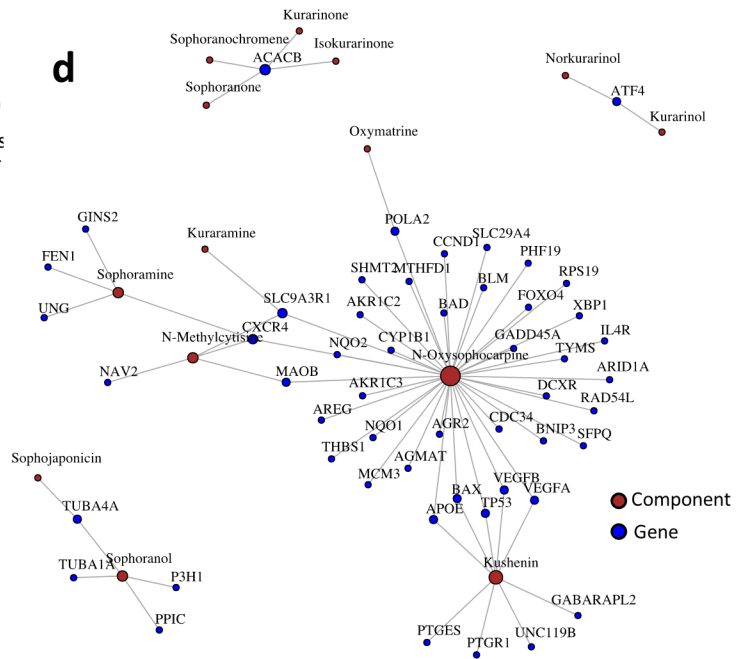 d
Kurarinone
Sophoranochromene
Isokurarinone
ACACB
Sophoranone
Norkurarinol
ATF4
Kurarinol
Oxymatrine
POLA2
GINS2
Kuraramine
FEN1
Sophoramine
UNG
SLC9A3R1
CXCR4
N-Methylcytisine
NAV2
MAOB
NQO2
CCND1
SLC29A4
PHF19
SHMT2
MTHFD1
BLM
RPS19
AKR1C2
BAD
FOXO4
XBP1
CYP1B1
GADD45A
IL4R
N-Oxysophocarpine
TYMS
ARID1A
AKR1C3
DCXR
RAD54L
AREG
NQO1
AGR2
CDC34
BNIP3
SFPQ
THBS1
AGMAT
MCM3
BAX
VEGFB
VEGFA
APOE
TP53
Sophojaponicin
TUBA4A
TUBA1A
Sophoranol
P3H1
PPIC
Kushenin
GABARAPL2
PTGES
PTGR1
UNC119B
Component
Gene